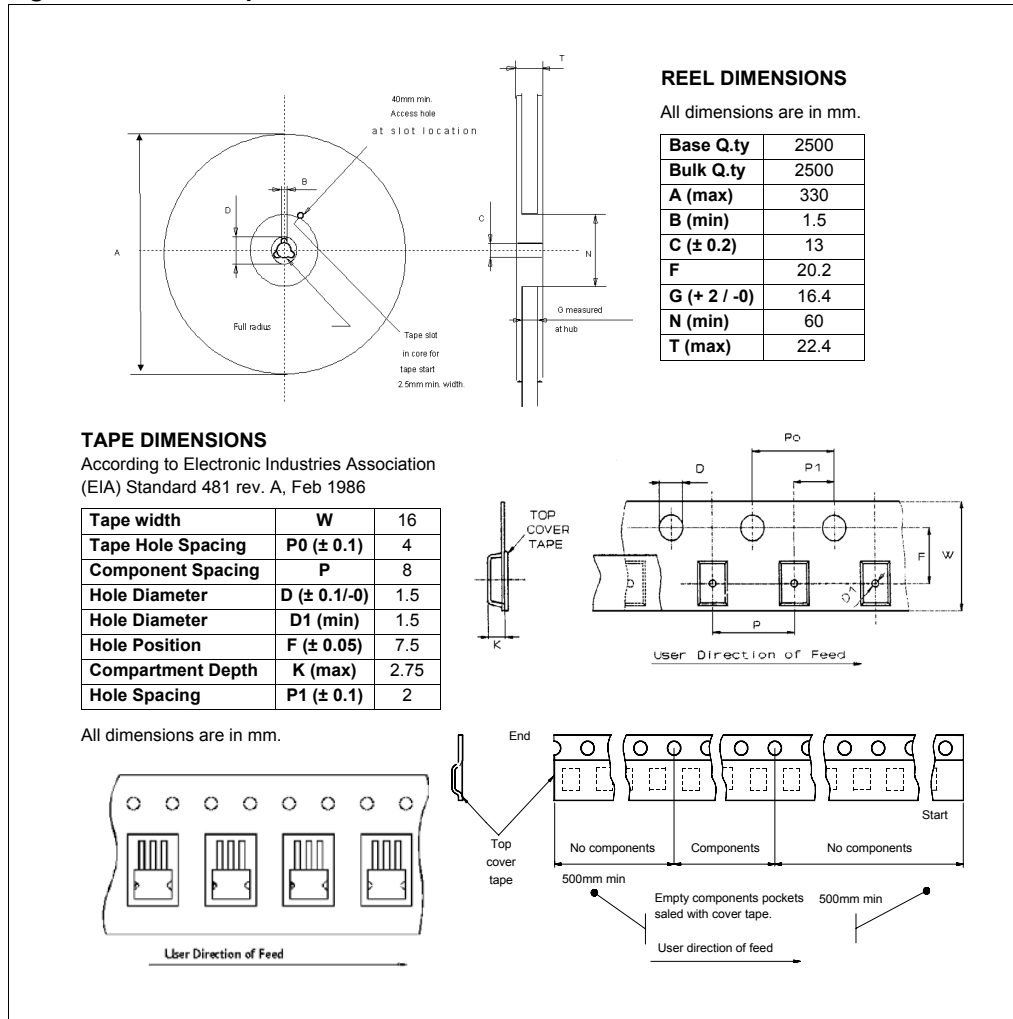 T
40mm min.
Access hole
at slot location
B
D
C
A
N
G measured
at hub
Full radius
Tape slot
in core for
tape start
2.5mm min. width.
REEL DIMENSIONS
All dimensions are in mm.
Base Q.ty 2500
Bulk Q.ty 2500
A (max) 330
B (min) 1.5
C (± 0.2) 13
F 20.2
G (+ 2 / -0) 16.4
N (min) 60
T (max) 22.4
TAPE DIMENSIONS
According to Electronic Industries Association
(EIA) Standard 481 rev. A, Feb 1986
Tape width W 16
Tape Hole Spacing P0 (± 0.1) 4
Component Spacing P 8
Hole Diameter D (± 0.1/-0) 1.5
Hole Diameter D1 (min) 1.5
Hole Position F (± 0.05) 7.5
Compartment Depth K (max) 2.75
Hole Spacing P1 (± 0.1) 2
All dimensions are in mm.
TOP
COVER
TAPE
K
Po
D
P1
F
W
D1
P
User Direction of Feed
User Direction of Feed
End
Start
Top
cover
tape
No components
Components
No components
500mm min
Empty components pockets
saled with cover tape.
500mm min
User direction of feed